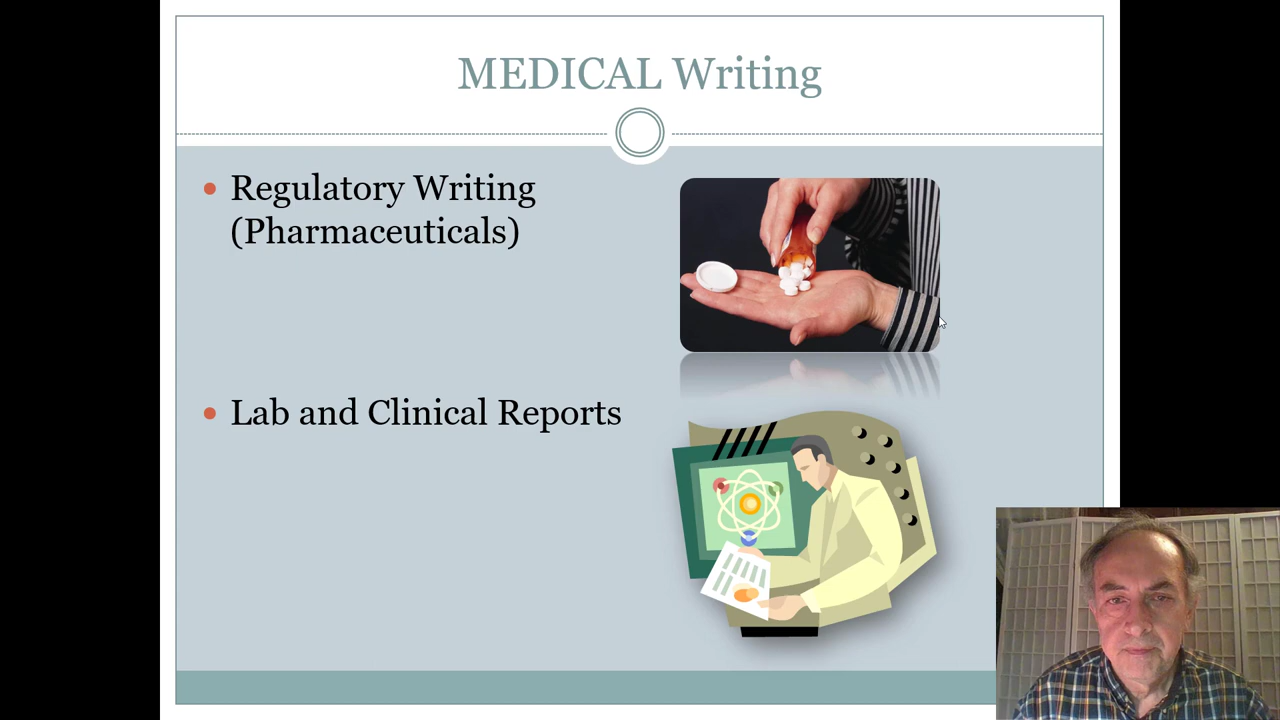 MEDICAL Writing
Regulatory Writing
(Pharmaceuticals)
Lab and Clinical Reports